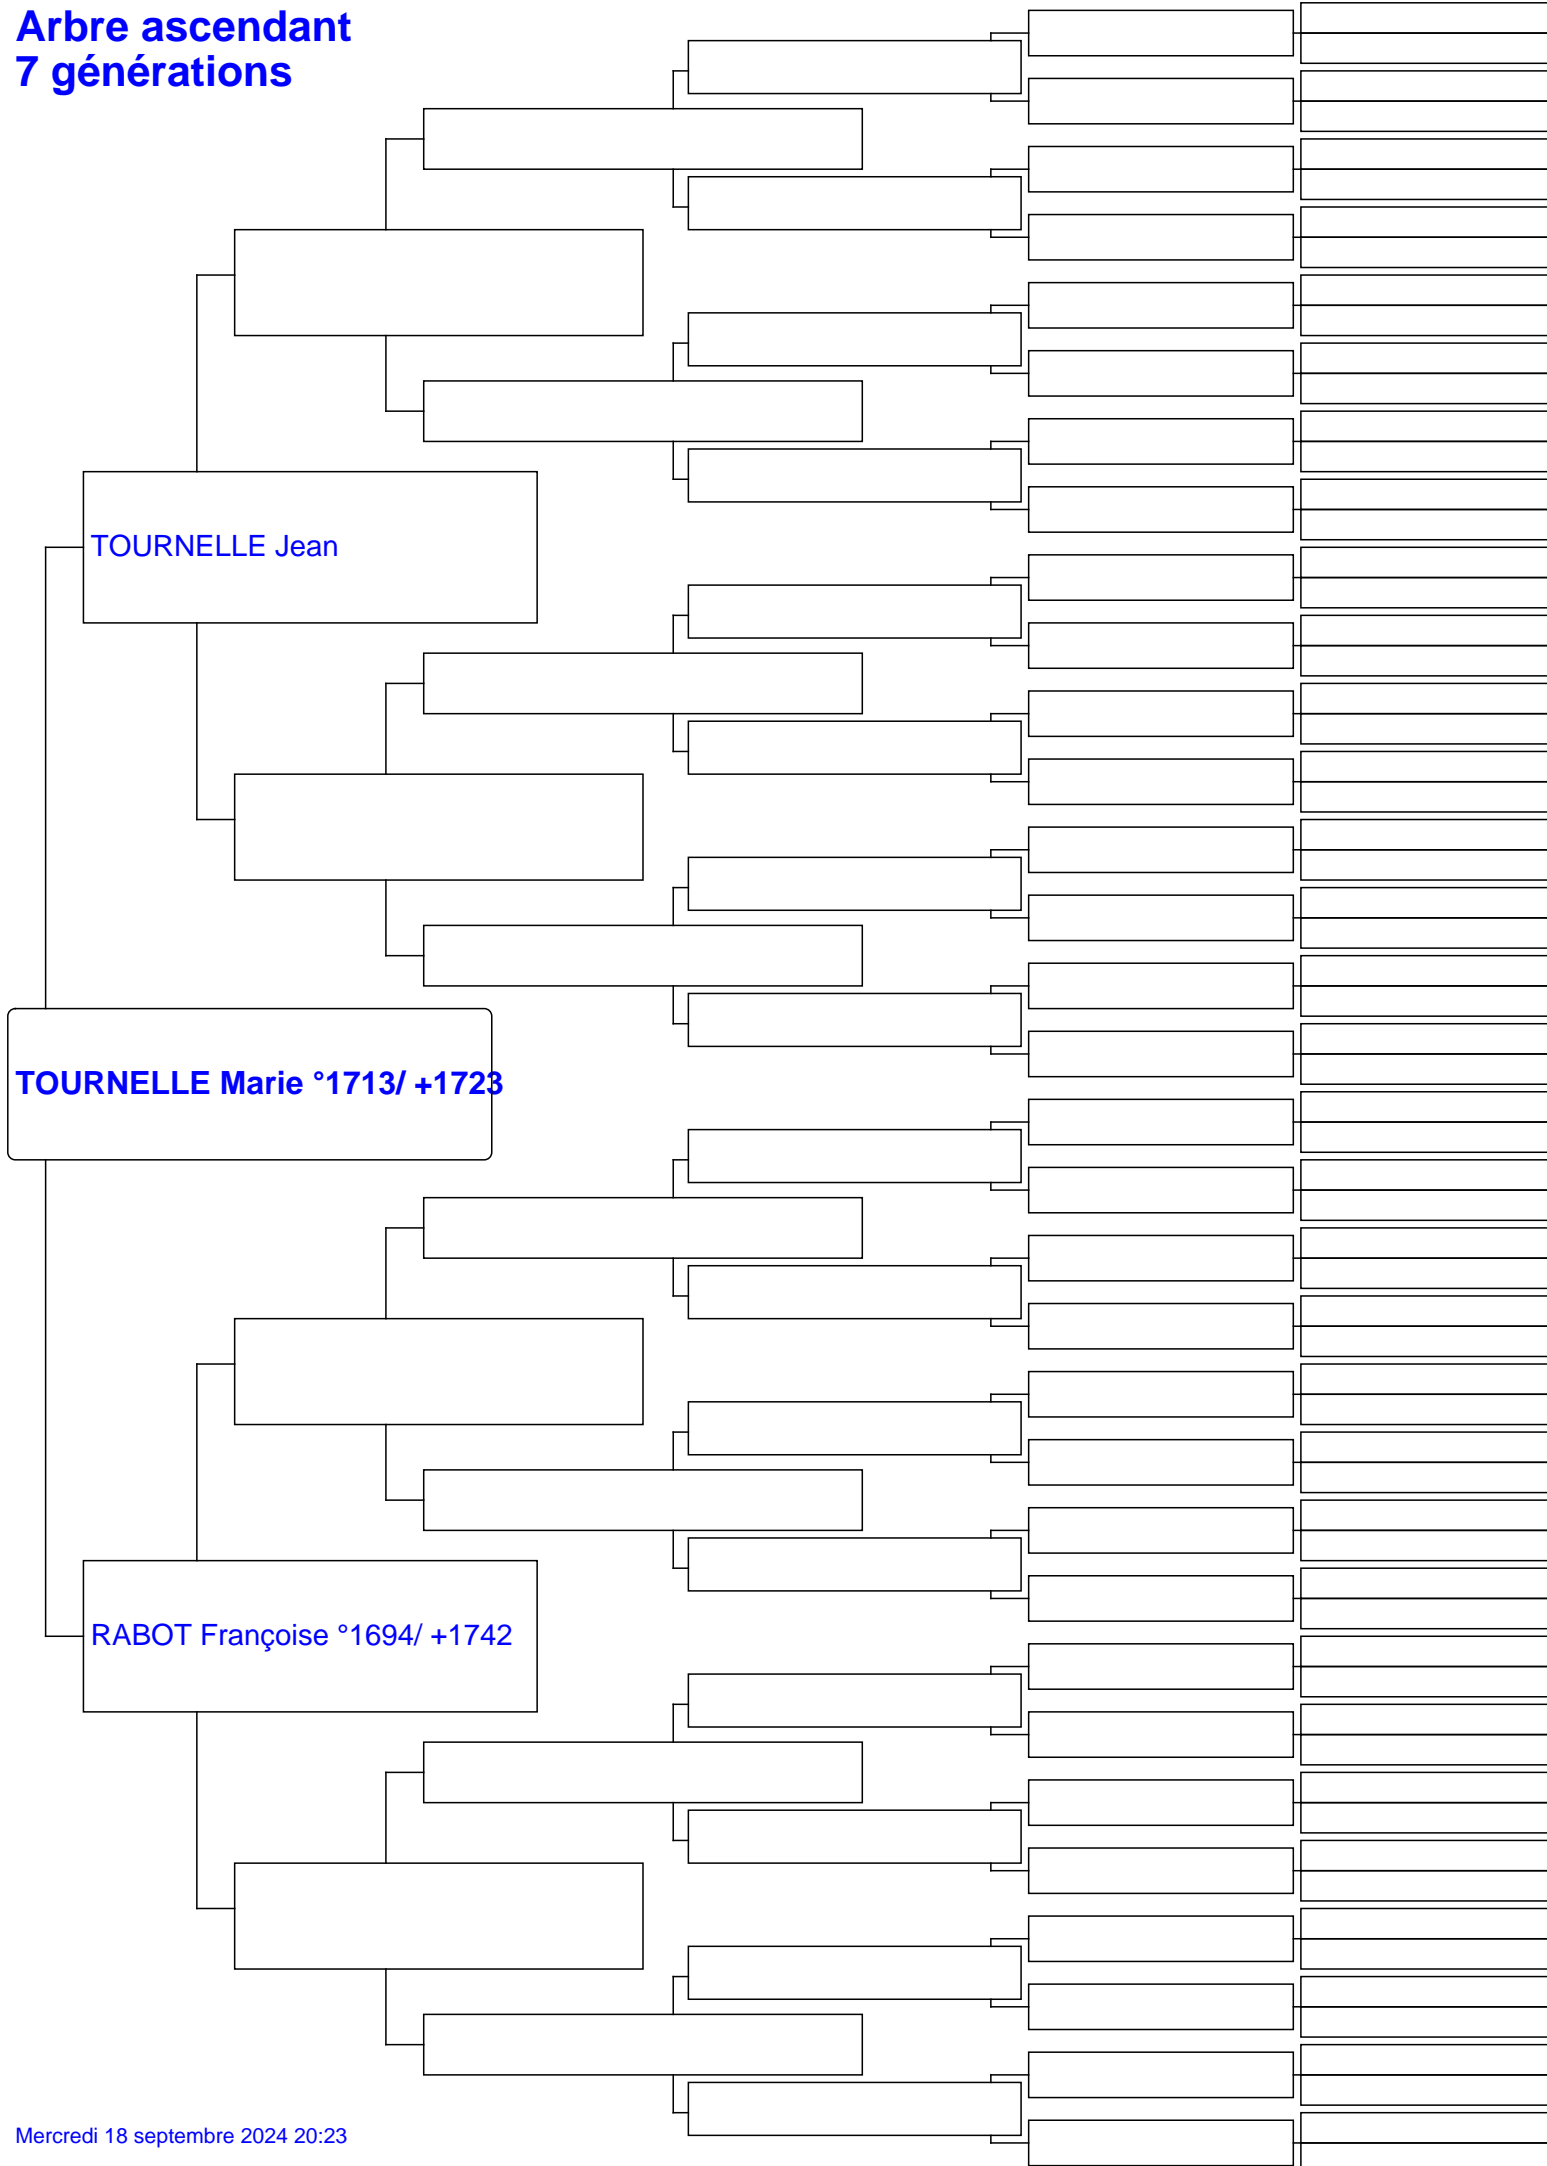 Arbre ascendant
7 générations
TOURNELLE Jean
TOURNELLE Marie °1713/ +1723
RABOT Françoise °1694/ +1742
Mercredi 18 septembre 2024 20:23